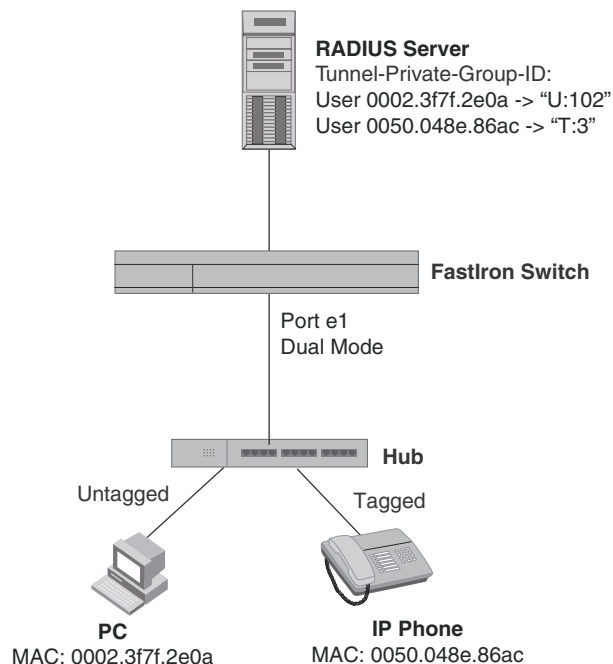 RADIUS Server
Tunnel-Private-Group-ID:
User 0002.3f7f.2e0a -> “U:102”
User 0050.048e.86ac -> “T:3”
FastIron Switch
Port e1
Dual Mode
Hub
Untagged
Tagged
PC
MAC: 0002.3f7f.2e0a
IP Phone
MAC: 0050.048e.86ac